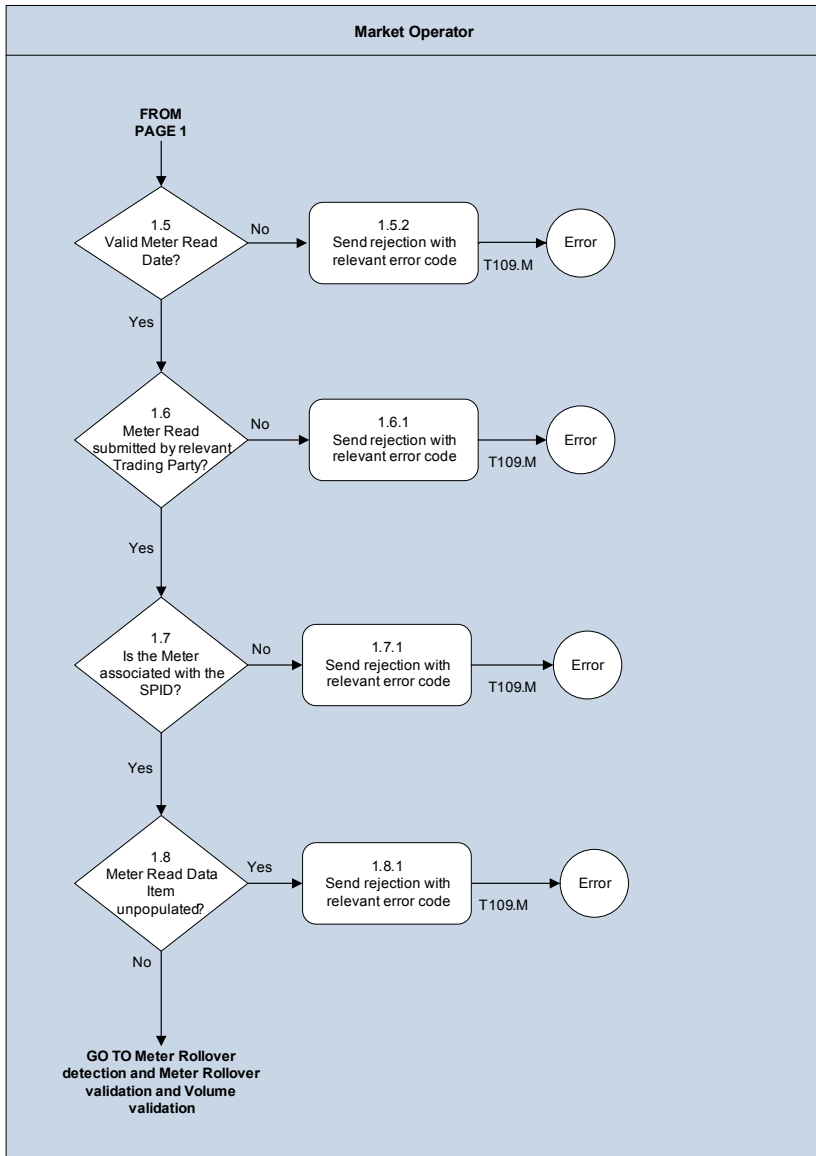 Market Operator
FROM
PAGE 1
1.5
Valid Meter Read
Date?
No
1.5.2
Send rejection with
relevant error code
T109.M
Error
Yes
1.6
Meter Read
submitted by relevant
Trading Party?
No
1.6.1
Send rejection with
relevant error code
T109.M
Error
Yes
1.7
Is the Meter
associated with the
SPID?
No
1.7.1
Send rejection with
relevant error code
T109.M
Error
Yes
1.8
Meter Read Data
Item
unpopulated?
Yes
1.8.1
Send rejection with
relevant error code
T109.M
Error
No
GO TO Meter Rollover
detection and Meter Rollover
validation and Volume
validation